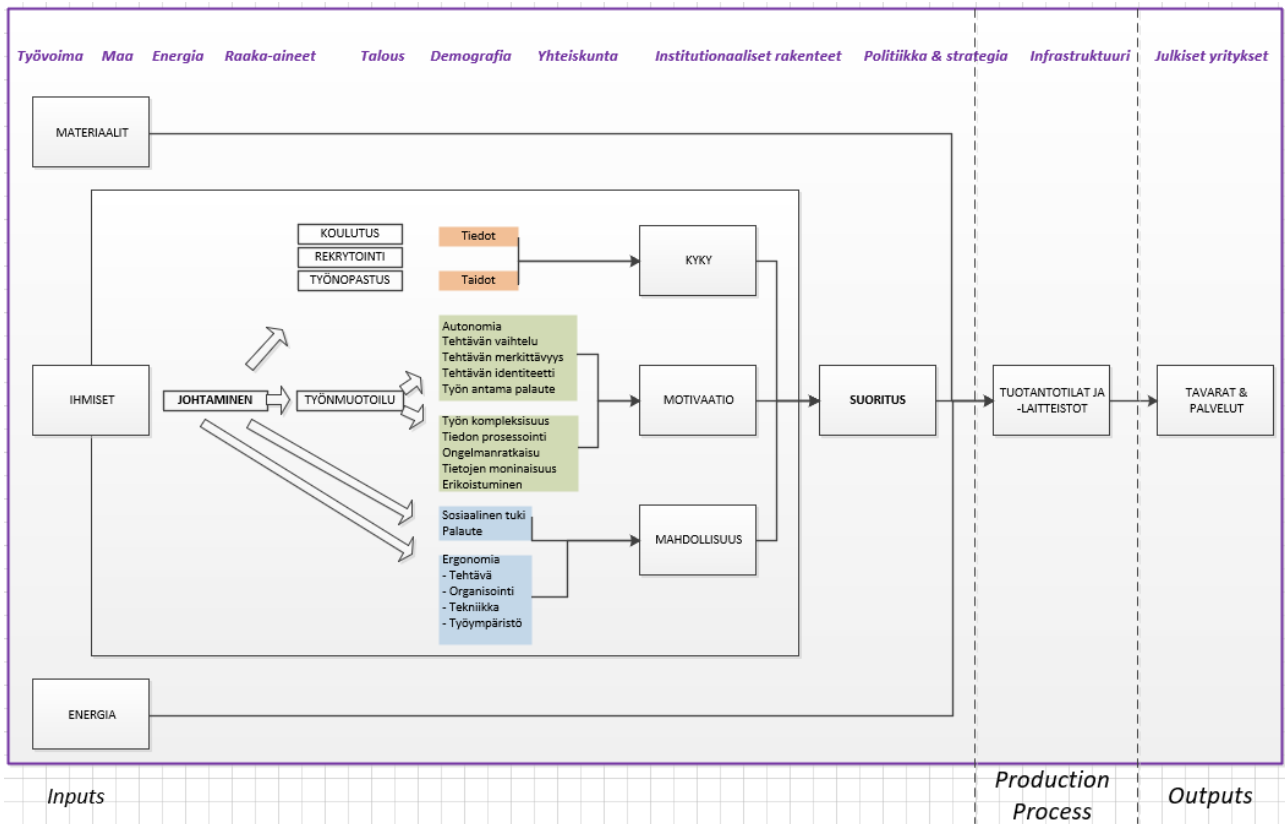 Työvoima Maa Energia Raaka-aineet Talous Demografia Yhteiskunta Institutionaaliset rakenteet Politiikka & strategia Infrastruktuuri Julkiset yritykset
MATERIAALIT
KOULUTUS
REKRYTOINTI
TYÖNOPASTUS
Tiedot
Taidot
KYKY
IHMISET
JOHTAMINEN
TYÖNMUOTOILU
Autonomia
Tehtävän vaihtelu
Tehtävän merkittävyys
Tehtävän identiteetti
Työn antama palaute
Työn kompleksisuus
Tiedon prosessointi
Ongelmanratkaisu
Tietojen moninaisuus
Erikoistuminen
MOTIVAATIO
SUORITUS
TUOTANTOTILAT JA
-LAITTEISTOT
TAVARAT &
PALVELUT
Sosiaalinen tuki
Palaute
Ergonomia
- Tehtävä
- Organisointi
- Tekniikka
- Työympäristö
MAHDOLLISUUS
ENERGIA
Inputs
Production
Process
Outputs